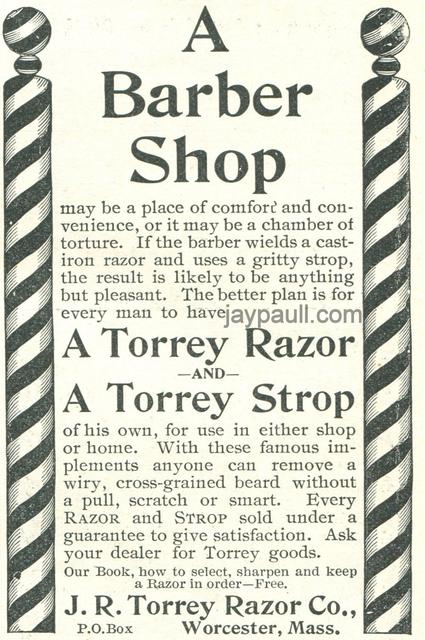 A
Barber
Shop
may be a place of comfort and con-
venience, or it may be a chamber of
torture. If the barber wields a cast-
iron razor and uses a gritty strop,
the result is likely to be anything
but pleasant. The better plan is for
every man to have
jaypaull.com
A Torrey Razor
—AND—
A Torrey Strop
of his own, for use in either shop
or home. With these famous im-
plements anyone can remove a
wiry, cross-grained beard without
a pull, scratch or smart. Every
RAZOR and STROP sold under a
guarantee to give satisfaction. Ask
your dealer for Torrey goods.
Our Book, how to select, sharpen and keep
a Razor in order—Free.
J. R. Torrey Razor Co.,
P.O.Box Worcester, Mass.